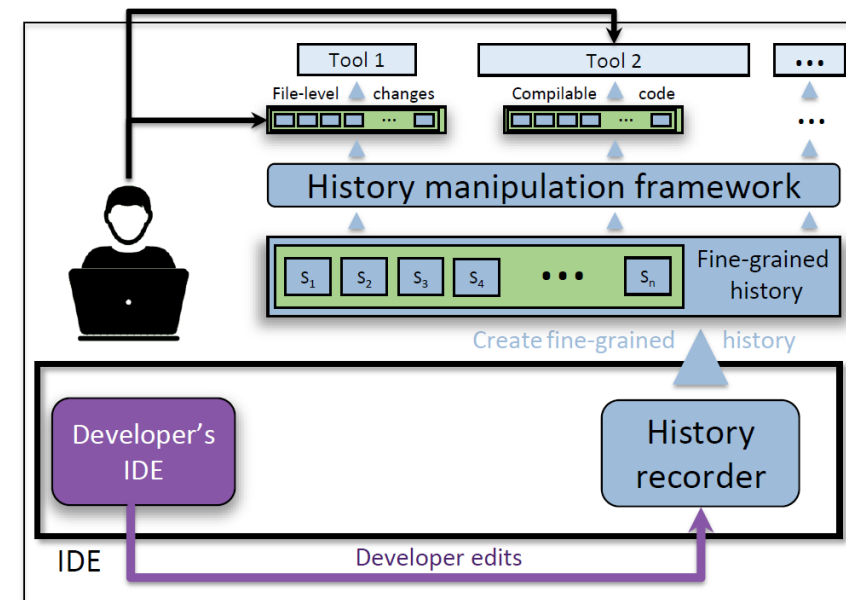 Tool 1
Tool 2
...
File-level changes
Compilable code
...
...
...
History manipulation framework
S1 S2 S3 S4 ... Sn
Fine-grained
history
Create fine-grained history
Developer's
IDE
History
recorder
IDE
Developer edits